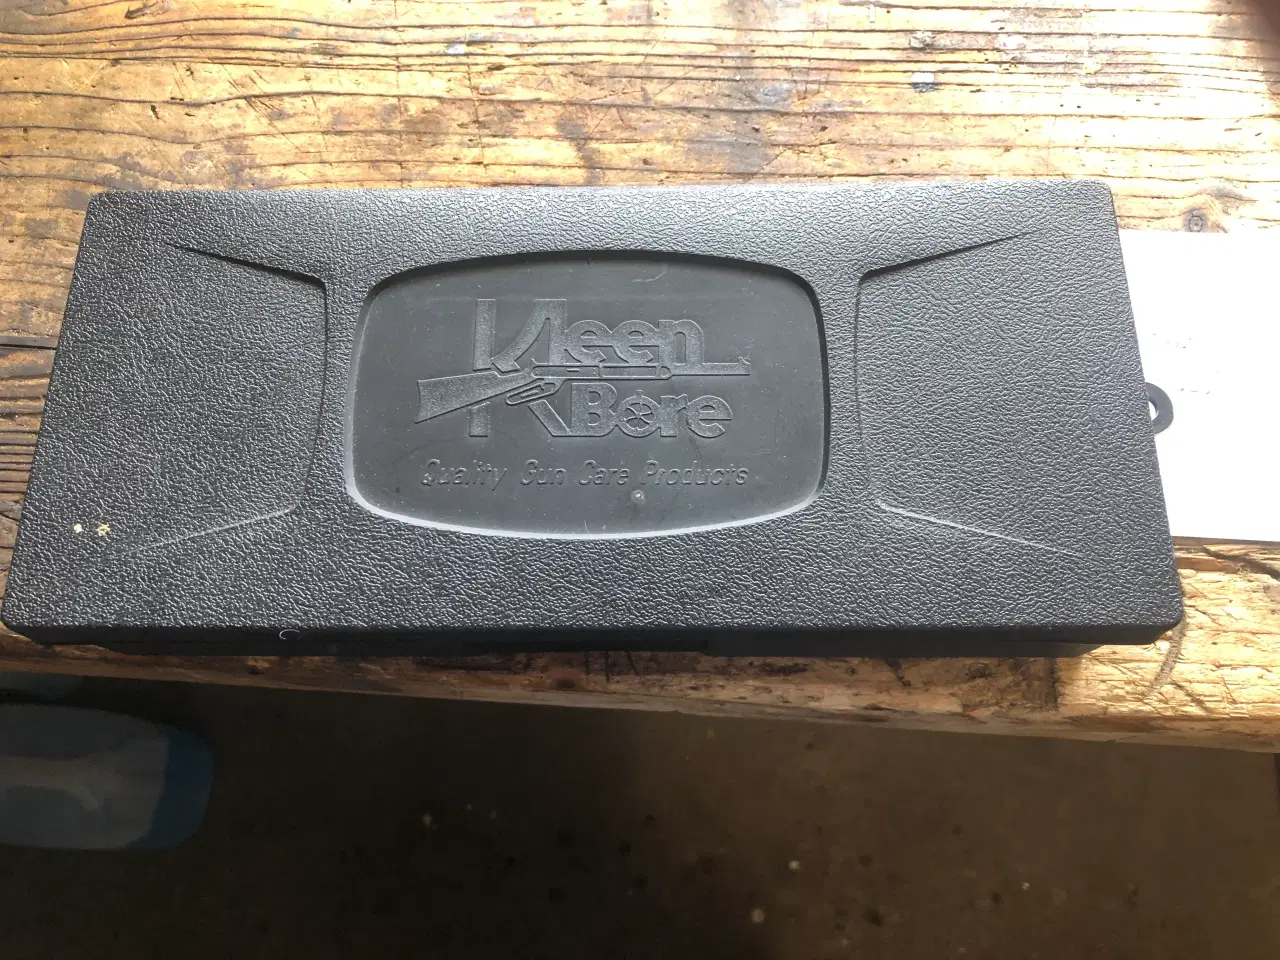 Kleen
Bore
Quality Gun Care Products